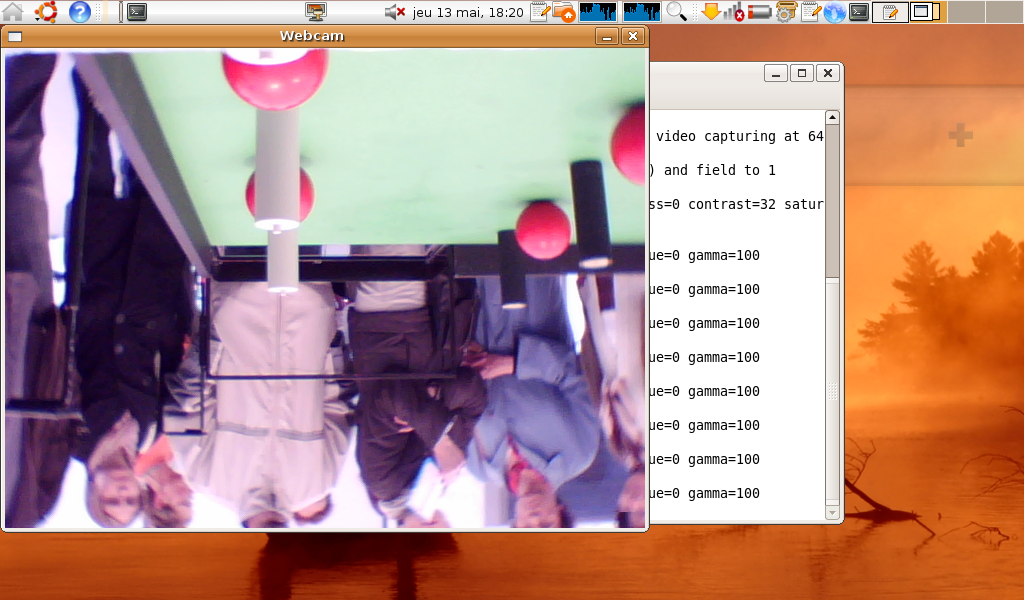 jeu 13 mai, 18:20
Webcam
video capturing at 64
) and field to 1
ss=0 contrast=32 satur
ue=0 gamma=100
ue=0 gamma=100
ue=0 gamma=100
ue=0 gamma=100
ue=0 gamma=100
ue=0 gamma=100
ue=0 gamma=100
ue=0 gamma=100